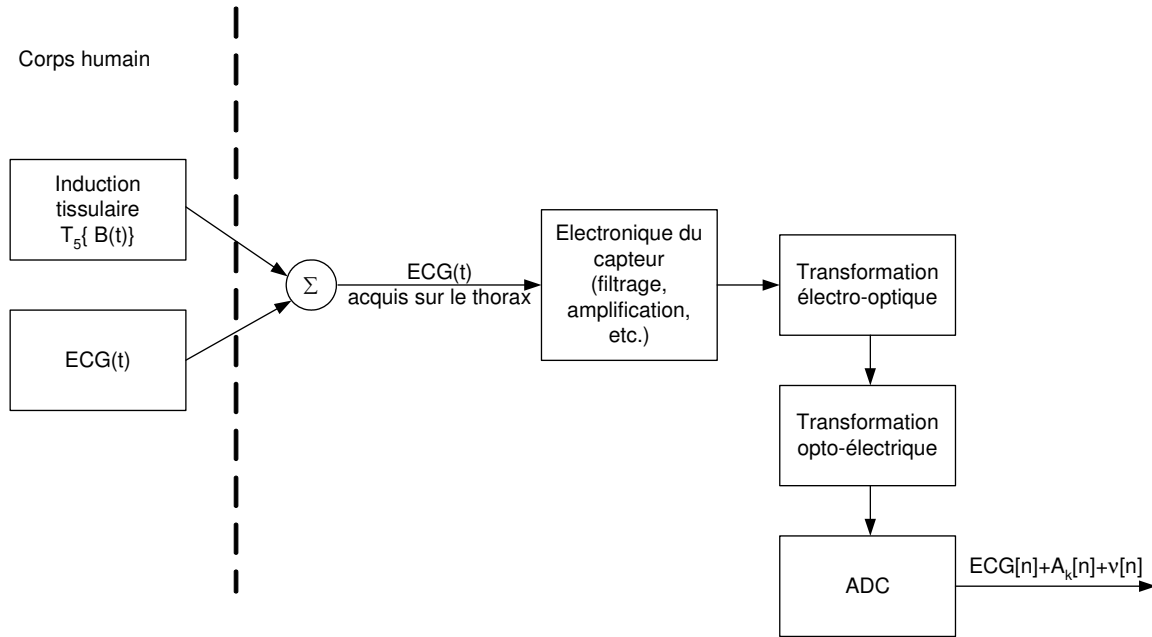 Corps humain
Induction
tissulaire
T5{ B(t)}
ECG(t)
Σ
ECG(t)
acquis sur le thorax
Electronique du
capteur
(filtrage,
amplification,
etc.)
Transformation
électro-optique
Transformation
opto-électrique
ADC
ECG[n]+Ak[n]+ν[n]